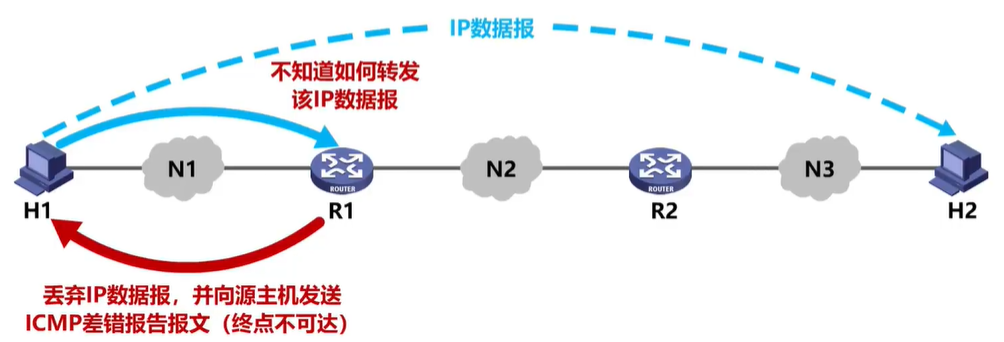 IP数据报
不知道如何转发
该IP数据报
N1
N2
N3
ROUTER
ROUTER
H1
R1
R2
H2
丢弃IP数据报，并向源主机发送
ICMP差错报告报文（终点不可达）